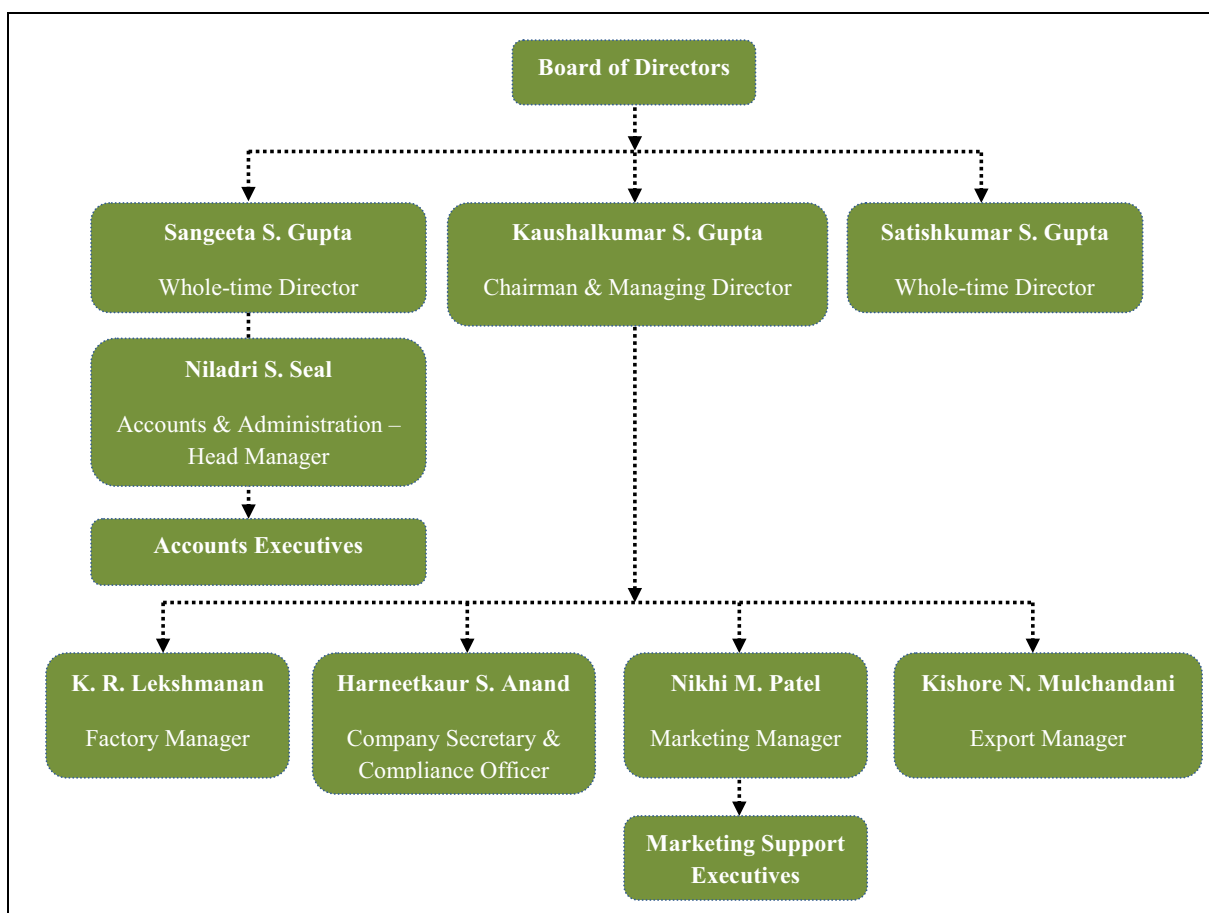 Board of Directors
Sangeeta S. Gupta
Whole-time Director
Kaushalkumar S. Gupta
Chairman & Managing Director
Satishkumar S. Gupta
Whole-time Director
Niladri S. Seal
Accounts & Administration –
Head Manager
Accounts Executives
K. R. Lekshmanan
Factory Manager
Harneetkaur S. Anand
Company Secretary &
Compliance Officer
Nikhi M. Patel
Marketing Manager
Kishore N. Mulchandani
Export Manager
Marketing Support
Executives